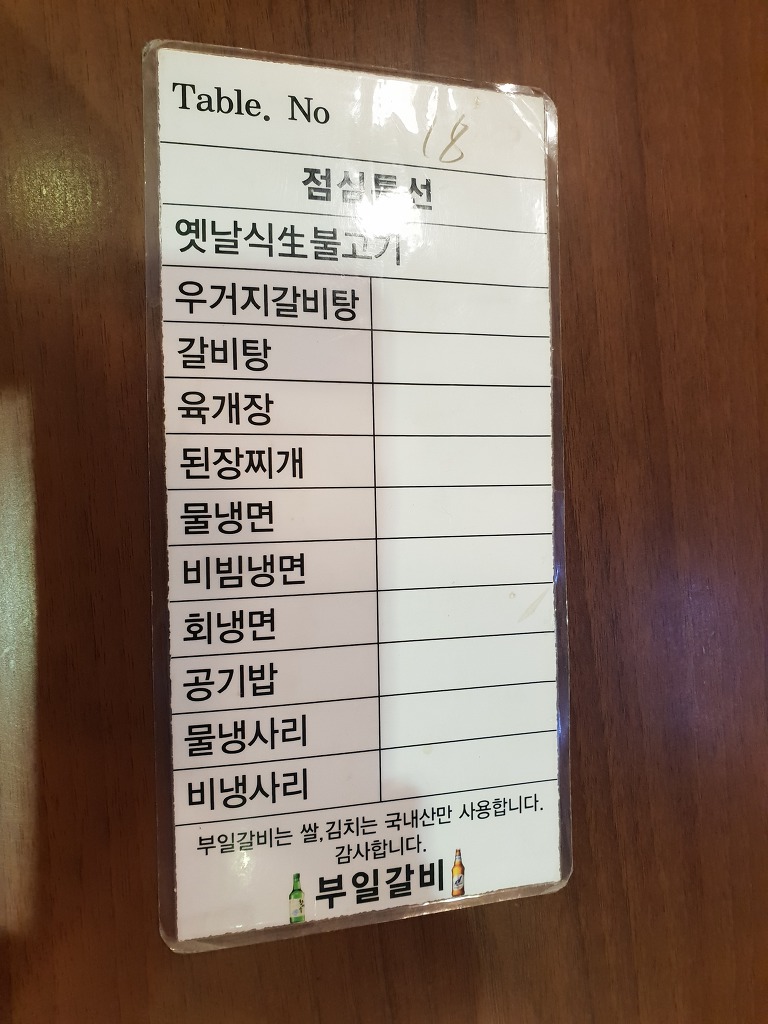 Table. No 18
점심특선
옛날식生불고기
우거지갈비탕
갈비탕
육개장
된장찌개
물냉면
비빔냉면
회냉면
공기밥
물냉사리
비냉사리
부일갈비는 쌀,김치는 국내산만 사용합니다.
감사합니다.
부일갈비